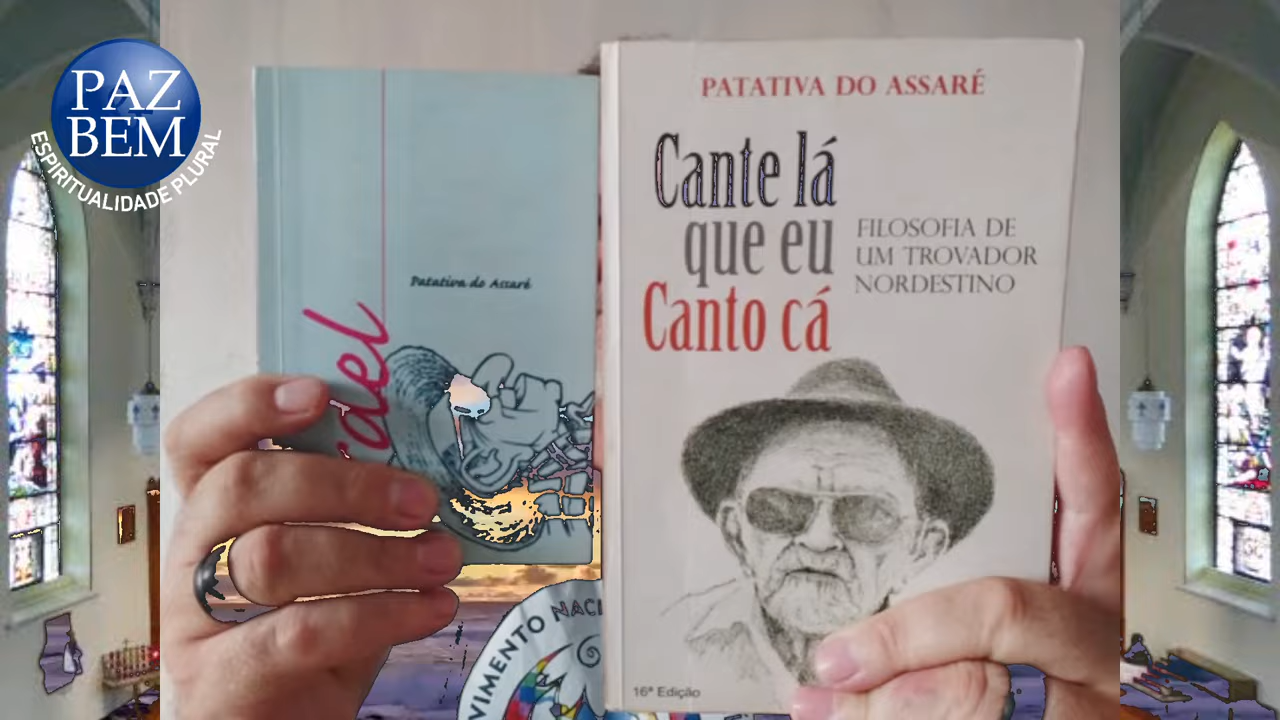 PAZ
BEM
ESPIRITUALIDADE PLURAL
Patativa do Assaré
PATATIVA DO ASSARÉ
Cante lá
que eu
Canto cá
FILOSOFIA DE
UM TROVADOR
NORDESTINO
16ª Edição